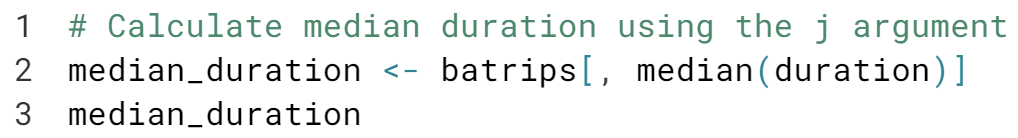 1 # Calculate median duration using the j argument
2 median_duration <- batrips[, median(duration)]
3 median_duration